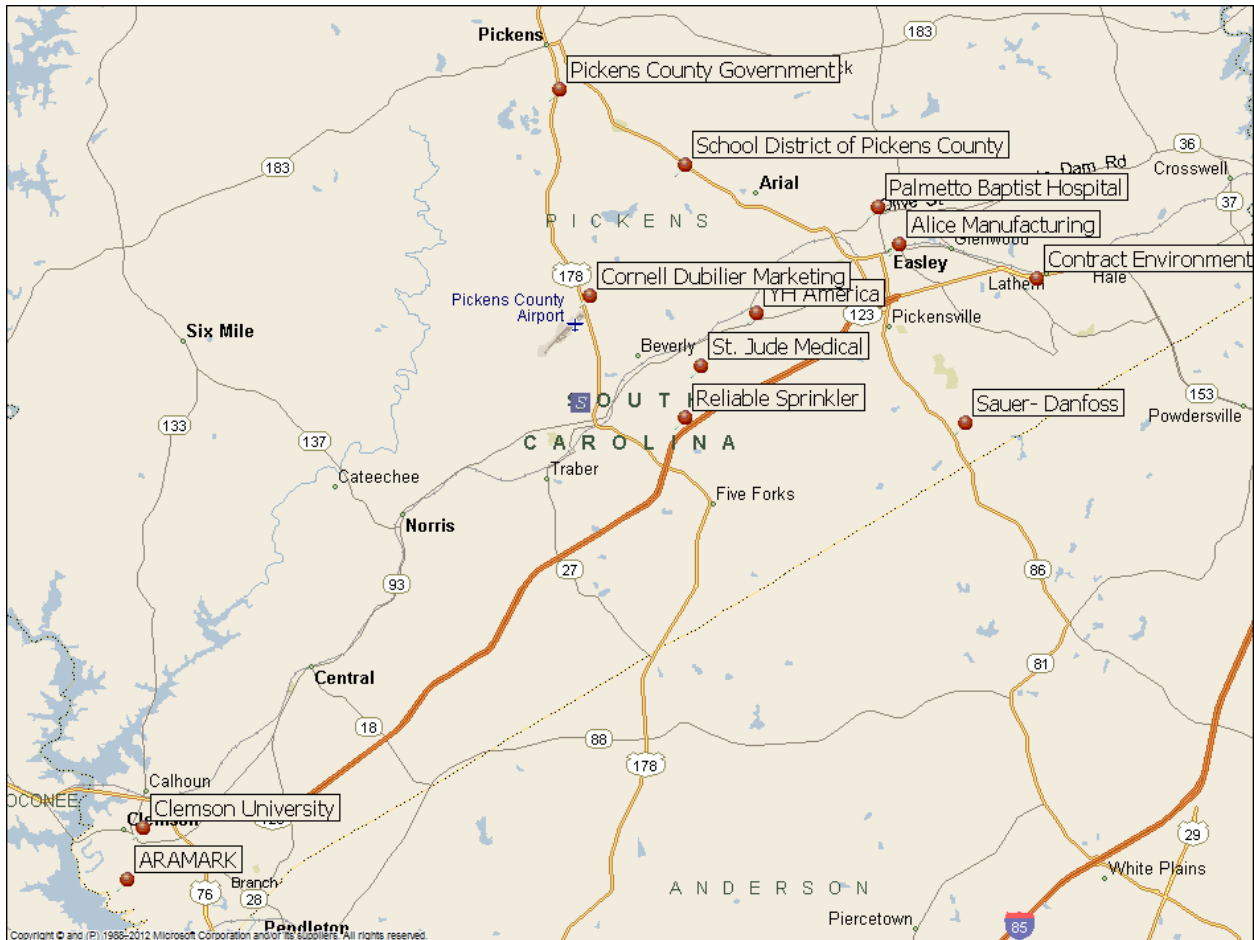 Pickens
183
Pickens County Government
ck
School District of Pickens County
36
Dam Rd
Crosswell
183
Arial
Palmetto Baptist Hospital
Olive St
37
PICKENS
Alice Manufacturing
Glenwood
Easley
Contract Environment
178
Cornell Dubilier Marketing
Lathem
Hale
Pickens County
Airport
YH America
123
Pickensville
Six Mile
Beverly
St. Jude Medical
153
SOUTH
S
Reliable Sprinkler
Sauer- Danfoss
Powdersville
133
137
CAROLINA
Cateechee
Traber
Five Forks
Norris
93
27
86
Central
81
18
88
178
Calhoun
OCONEE
Clemson University
Clemson
123
29
ARAMARK
Branch
28
76
ANDERSON
White Plains
Pendleton
Piercetown
85
Copyright © and (P) 1988–2012 Microsoft Corporation and/or its suppliers. All rights reserved.